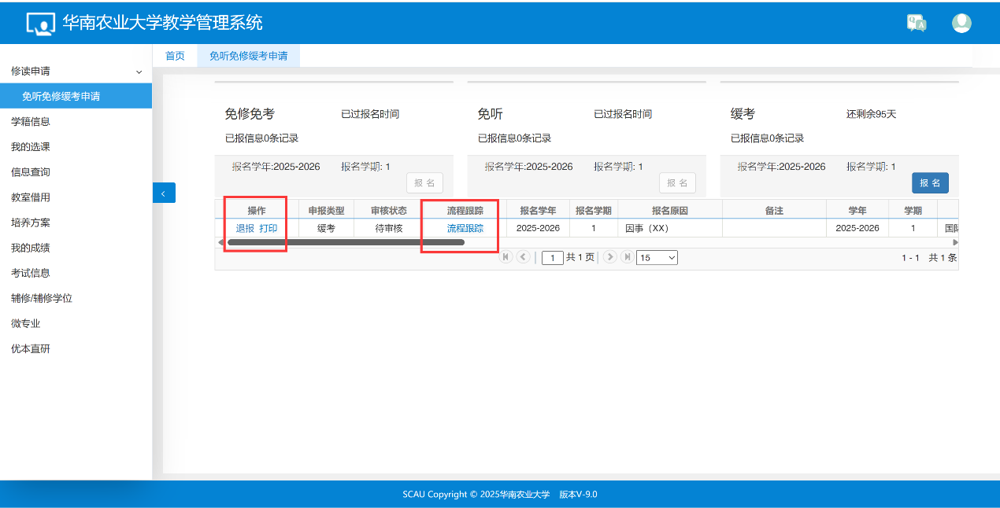 华南农业大学教学管理系统
首页 免听免修缓考申请
修读申请
免听免修缓考申请
学籍信息
我的选课
信息查询
教室借用
培养方案
我的成绩
考试信息
辅修/辅修学位
微专业
优本直研
免修免考 已过报名时间
已报信息0条记录
报名学年:2025-2026 报名学期: 1
报 名
免听 已过报名时间
已报信息0条记录
报名学年:2025-2026 报名学期: 1
报 名
缓考 还剩余95天
已报信息0条记录
报名学年:2025-2026 报名学期: 1
报 名
操作 申报类型 审核状态 流程跟踪 报名学年 报名学期 报名原因 备注 学年 学期
退报 打印 缓考 待审核 流程跟踪 2025-2026 1 因事（XX） 2025-2026 1 国际
1 共 1 页 15 1 - 1 共 1 条
SCAU Copyright © 2025华南农业大学 版本V-9.0